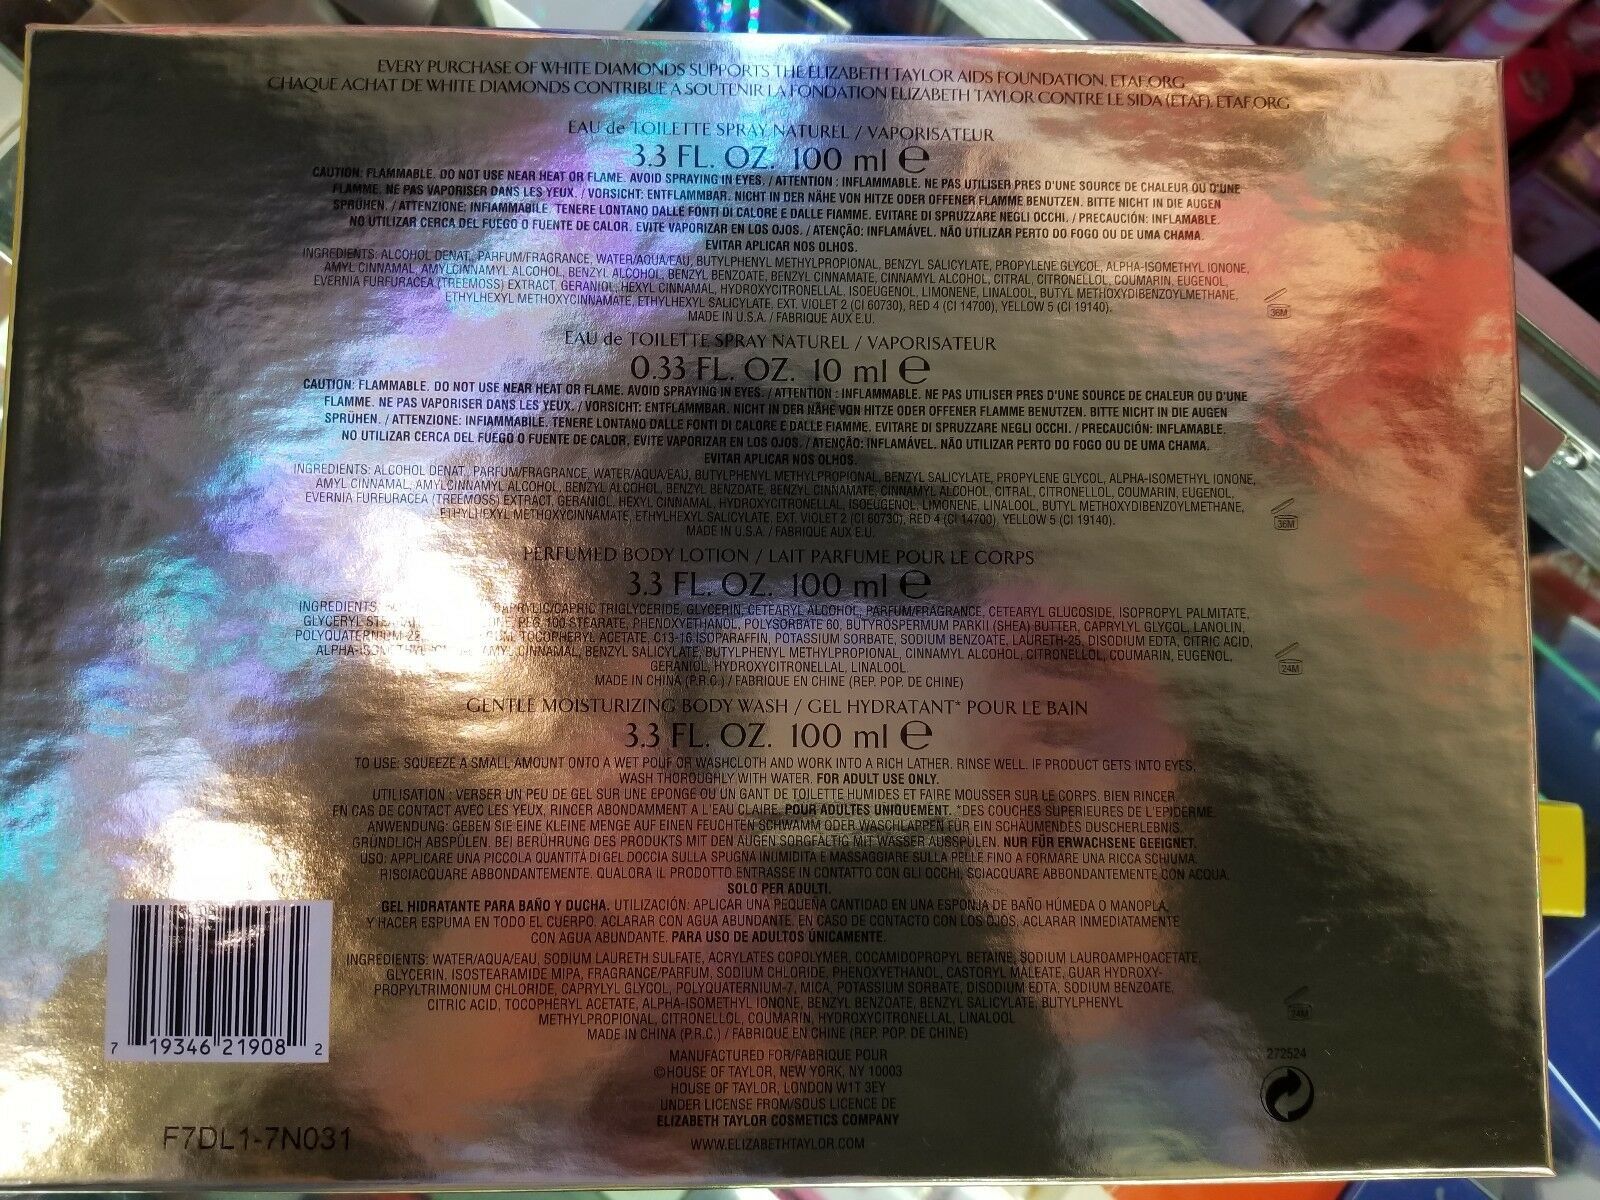 EVERY PURCHASE OF WHITE DIAMONDS SUPPORTS THE ELIZABETH TAYLOR AIDS FOUNDATION. ETAF.ORG
CHAQUE ACHAT DE WHITE DIAMONDS CONTRIBUE A SOUTENIR LA FONDATION ELIZABETH TAYLOR CONTRE LE SIDA (ETAF). ETAF.ORG
EAU de TOILETTE SPRAY NATUREL / VAPORISATEUR
3.3 FL. OZ. 100 ml ℮
CAUTION: FLAMMABLE. DO NOT USE NEAR HEAT OR FLAME. AVOID SPRAYING IN EYES. / ATTENTION : INFLAMMABLE. NE PAS UTILISER PRES D'UNE SOURCE DE CHALEUR OU D'UNE
FLAMME. NE PAS VAPORISER DANS LES YEUX. / VORSICHT: ENTFLAMMBAR. NICHT IN DER NÄHE VON HITZE ODER OFFENER FLAMME BENUTZEN. BITTE NICHT IN DIE AUGEN
SPRÜHEN. / ATTENZIONE: INFIAMMABILE. TENERE LONTANO DALLE FONTI DI CALORE E DALLE FIAMME. EVITARE DI SPRUZZARE NEGLI OCCHI. / PRECAUCIÓN: INFLAMABLE.
NO UTILIZAR CERCA DEL FUEGO O FUENTE DE CALOR. EVITE VAPORIZAR EN LOS OJOS. / ATENÇÃO: INFLAMÁVEL. NÃO UTILIZAR PERTO DO FOGO OU DE UMA CHAMA.
EVITAR APLICAR NOS OLHOS.
INGREDIENTS: ALCOHOL DENAT., PARFUM/FRAGRANCE, WATER/AQUA/EAU, BUTYLPHENYL METHYLPROPIONAL, BENZYL SALICYLATE, PROPYLENE GLYCOL, ALPHA-ISOMETHYL IONONE,
AMYL CINNAMAL, AMYLCINNAMYL ALCOHOL, BENZYL ALCOHOL, BENZYL BENZOATE, BENZYL CINNAMATE, CINNAMYL ALCOHOL, CITRAL, CITRONELLOL, COUMARIN, EUGENOL,
EVERNIA FURFURACEA (TREEMOSS) EXTRACT, GERANIOL, HEXYL CINNAMAL, HYDROXYCITRONELLAL, ISOEUGENOL, LIMONENE, LINALOOL, BUTYL METHOXYDIBENZOYLMETHANE,
ETHYLHEXYL METHOXYCINNAMATE, ETHYLHEXYL SALICYLATE, EXT. VIOLET 2 (CI 60730), RED 4 (CI 14700), YELLOW 5 (CI 19140).
MADE IN U.S.A. / FABRIQUE AUX E.U.
36M
EAU de TOILETTE SPRAY NATUREL / VAPORISATEUR
0.33 FL. OZ. 10 ml ℮
CAUTION: FLAMMABLE. DO NOT USE NEAR HEAT OR FLAME. AVOID SPRAYING IN EYES. / ATTENTION : INFLAMMABLE. NE PAS UTILISER PRES D'UNE SOURCE DE CHALEUR OU D'UNE
FLAMME. NE PAS VAPORISER DANS LES YEUX. / VORSICHT: ENTFLAMMBAR. NICHT IN DER NÄHE VON HITZE ODER OFFENER FLAMME BENUTZEN. BITTE NICHT IN DIE AUGEN
SPRÜHEN. / ATTENZIONE: INFIAMMABILE. TENERE LONTANO DALLE FONTI DI CALORE E DALLE FIAMME. EVITARE DI SPRUZZARE NEGLI OCCHI. / PRECAUCIÓN: INFLAMABLE.
NO UTILIZAR CERCA DEL FUEGO O FUENTE DE CALOR. EVITE VAPORIZAR EN LOS OJOS. / ATENÇÃO: INFLAMÁVEL. NÃO UTILIZAR PERTO DO FOGO OU DE UMA CHAMA.
EVITAR APLICAR NOS OLHOS.
INGREDIENTS: ALCOHOL DENAT., PARFUM/FRAGRANCE, WATER/AQUA/EAU, BUTYLPHENYL METHYLPROPIONAL, BENZYL SALICYLATE, PROPYLENE GLYCOL, ALPHA-ISOMETHYL IONONE,
AMYL CINNAMAL, AMYLCINNAMYL ALCOHOL, BENZYL ALCOHOL, BENZYL BENZOATE, BENZYL CINNAMATE, CINNAMYL ALCOHOL, CITRAL, CITRONELLOL, COUMARIN, EUGENOL,
EVERNIA FURFURACEA (TREEMOSS) EXTRACT, GERANIOL, HEXYL CINNAMAL, HYDROXYCITRONELLAL, ISOEUGENOL, LIMONENE, LINALOOL, BUTYL METHOXYDIBENZOYLMETHANE,
ETHYLHEXYL METHOXYCINNAMATE, ETHYLHEXYL SALICYLATE, EXT. VIOLET 2 (CI 60730), RED 4 (CI 14700), YELLOW 5 (CI 19140).
MADE IN U.S.A. / FABRIQUE AUX E.U.
36M
PERFUMED BODY LOTION / LAIT PARFUME POUR LE CORPS
3.3 FL. OZ. 100 ml ℮
INGREDIENTS: CAPRYLIC/CAPRIC TRIGLYCERIDE, GLYCERIN, CETEARYL ALCOHOL, PARFUM/FRAGRANCE, CETEARYL GLUCOSIDE, ISOPROPYL PALMITATE,
GLYCERYL PEG-100 STEARATE, PHENOXYETHANOL, POLYSORBATE 60, BUTYROSPERMUM PARKII (SHEA) BUTTER, CAPRYLYL GLYCOL, LANOLIN,
TOCOPHERYL ACETATE, C13-16 ISOPARAFFIN, POTASSIUM SORBATE, SODIUM BENZOATE, LAURETH-25, DISODIUM EDTA, CITRIC ACID,
CINNAMAL, BENZYL SALICYLATE, BUTYLPHENYL METHYLPROPIONAL, CINNAMYL ALCOHOL, CITRONELLOL, COUMARIN, EUGENOL,
GERANIOL, HYDROXYCITRONELLAL, LINALOOL
MADE IN CHINA (P.R.C.) / FABRIQUE EN CHINE (REP. POP. DE CHINE)
24M
GENTLE MOISTURIZING BODY WASH / GEL HYDRATANT* POUR LE BAIN
3.3 FL. OZ. 100 ml ℮
TO USE: SQUEEZE A SMALL AMOUNT ONTO A WET POUF OR WASHCLOTH AND WORK INTO A RICH LATHER. RINSE WELL. IF PRODUCT GETS INTO EYES,
WASH THOROUGHLY WITH WATER. FOR ADULT USE ONLY.
UTILISATION : VERSER UN PEU DE GEL SUR UNE EPONGE OU UN GANT DE TOILETTE HUMIDES ET FAIRE MOUSSER SUR LE CORPS. BIEN RINCER.
EN CAS DE CONTACT AVEC LES YEUX, RINCER ABONDAMMENT A L'EAU CLAIRE. POUR ADULTES UNIQUEMENT. *DES COUCHES SUPERIEURES DE L'EPIDERME.
ANWENDUNG: GEBEN SIE EINE KLEINE MENGE AUF EINEN FEUCHTEN SCHWAMM ODER WASCHLAPPEN FÜR EIN SCHÄUMENDES DUSCHERLEBNIS.
GRÜNDLICH ABSPÜLEN. BEI BERÜHRUNG DES PRODUKTS MIT DEN AUGEN SORGFÄLTIG MIT WASSER AUSSPÜLEN. NUR FÜR ERWACHSENE GEEIGNET.
USO: APPLICARE UNA PICCOLA QUANTITÀ DI GEL DOCCIA SULLA SPUGNA INUMIDITA E MASSAGGIARE SULLA PELLE FINO A FORMARE UNA RICCA SCHIUMA.
RISCIACQUARE ABBONDANTEMENTE. QUALORA IL PRODOTTO ENTRASSE IN CONTATTO CON GLI OCCHI, SCIACQUARE ABBONDANTEMENTE CON ACQUA.
SOLO PER ADULTI.
GEL HIDRATANTE PARA BAÑO Y DUCHA. UTILIZACIÓN: APLICAR UNA PEQUEÑA CANTIDAD EN UNA ESPONJA DE BAÑO HÚMEDA O MANOPLA,
Y HACER ESPUMA EN TODO EL CUERPO. ACLARAR CON AGUA ABUNDANTE. EN CASO DE CONTACTO CON LOS OJOS, ACLARAR INMEDIATAMENTE
CON AGUA ABUNDANTE. PARA USO DE ADULTOS ÚNICAMENTE.
INGREDIENTS: WATER/AQUA/EAU, SODIUM LAURETH SULFATE, ACRYLATES COPOLYMER, COCAMIDOPROPYL BETAINE, SODIUM LAUROAMPHOACETATE,
GLYCERIN, ISOSTEARAMIDE MIPA, FRAGRANCE/PARFUM, SODIUM CHLORIDE, PHENOXYETHANOL, CASTORYL MALEATE, GUAR HYDROXY-
PROPYLTRIMONIUM CHLORIDE, CAPRYLYL GLYCOL, POLYQUATERNIUM-7, MICA, POTASSIUM SORBATE, DISODIUM EDTA, SODIUM BENZOATE,
CITRIC ACID, TOCOPHERYL ACETATE, ALPHA-ISOMETHYL IONONE, BENZYL BENZOATE, BENZYL SALICYLATE, BUTYLPHENYL
METHYLPROPIONAL, CITRONELLOL, COUMARIN, HYDROXYCITRONELLAL, LINALOOL
MADE IN CHINA (P.R.C.) / FABRIQUE EN CHINE (REP. POP. DE CHINE)
24M
MANUFACTURED FOR/FABRIQUE POUR
©HOUSE OF TAYLOR, NEW YORK, NY 10003
HOUSE OF TAYLOR, LONDON W1T 3EY
UNDER LICENSE FROM/SOUS LICENCE DE
ELIZABETH TAYLOR COSMETICS COMPANY
WWW.ELIZABETHTAYLOR.COM
272524
7 19346 21908 2
F7DL1-7N031